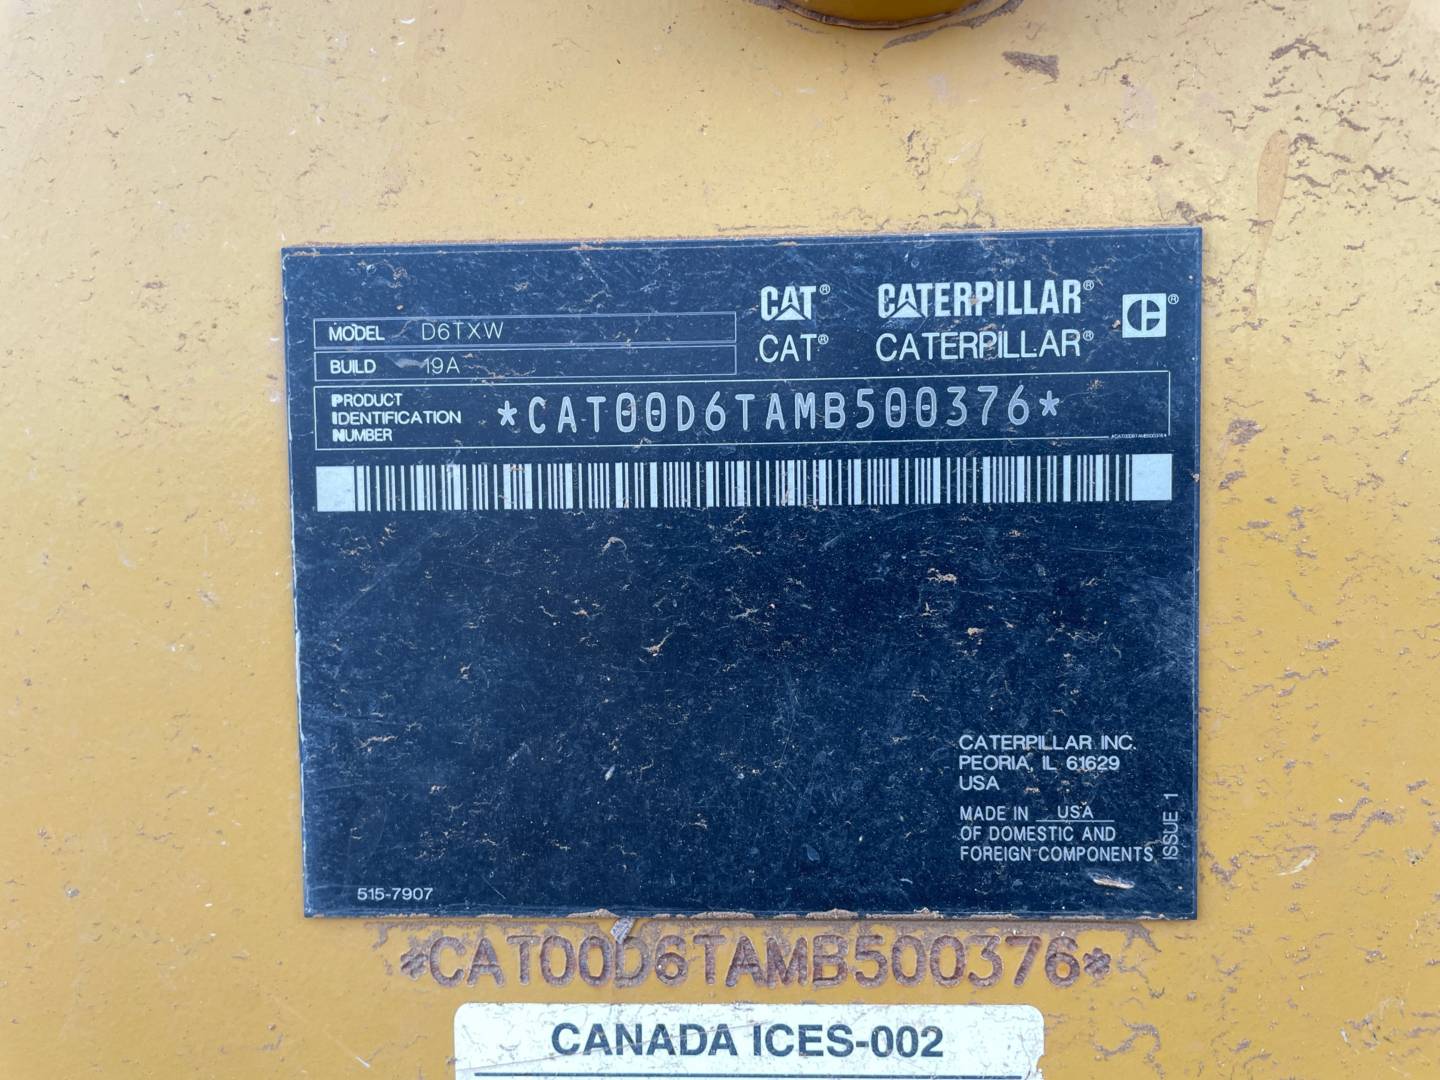 CAT® CATERPILLAR® ®
CAT® CATERPILLAR®
MODEL D6TXW
BUILD 19A
PRODUCT
IDENTIFICATION
NUMBER
*CAT00D6TAMB500376*
*CAT00D6TAMB500376*
CATERPILLAR INC.
PEORIA, IL 61629
USA
MADE IN USA
OF DOMESTIC AND
FOREIGN COMPONENTS
ISSUE 1
515-7907
*CAT00D6TAMB500376*
CANADA ICES-002